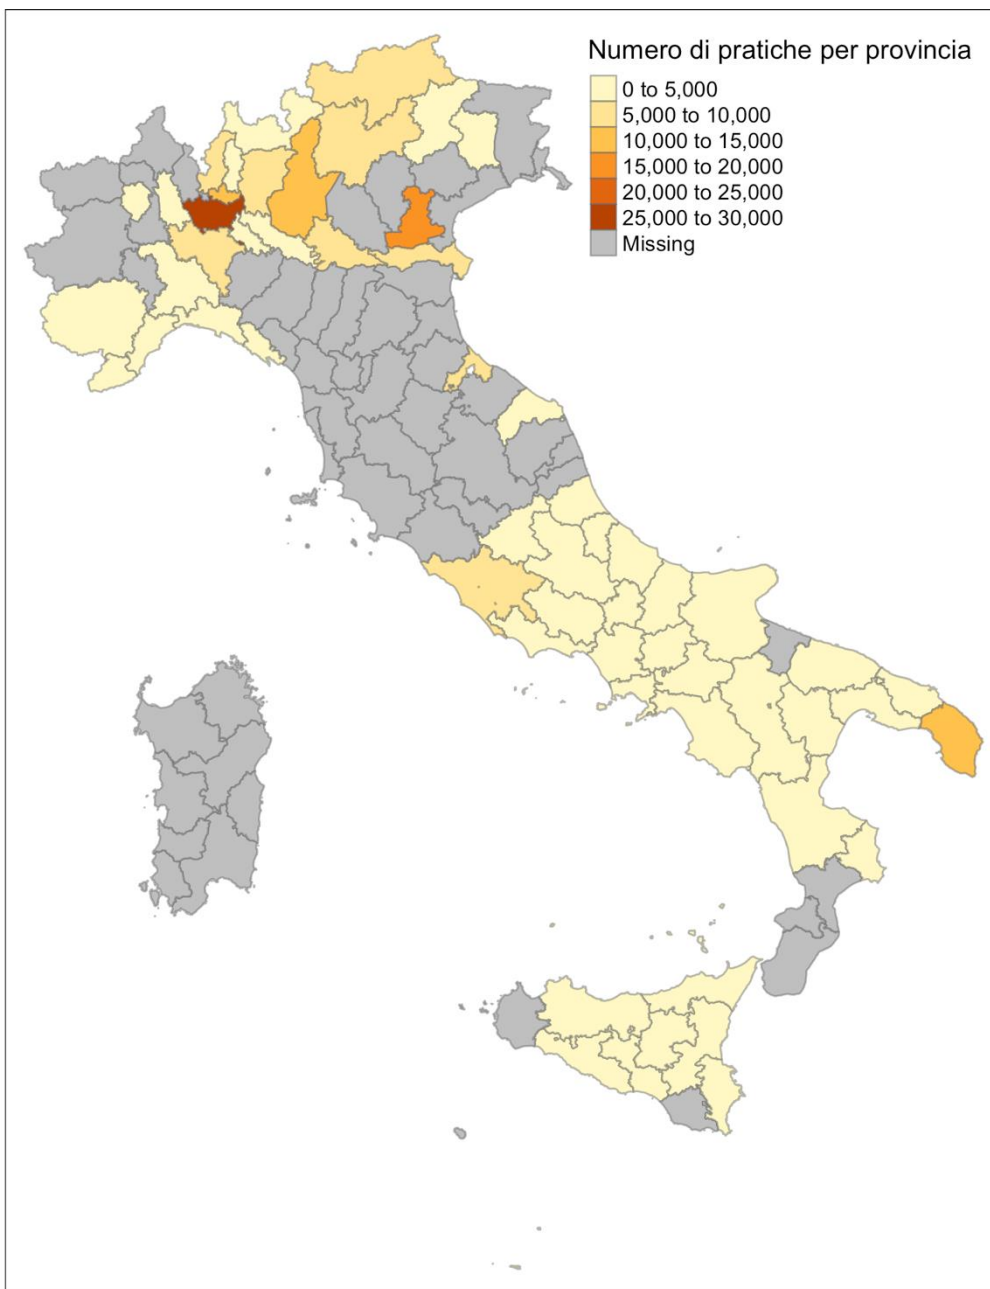 Numero di pratiche per provincia
0 to 5,000
5,000 to 10,000
10,000 to 15,000
15,000 to 20,000
20,000 to 25,000
25,000 to 30,000
Missing